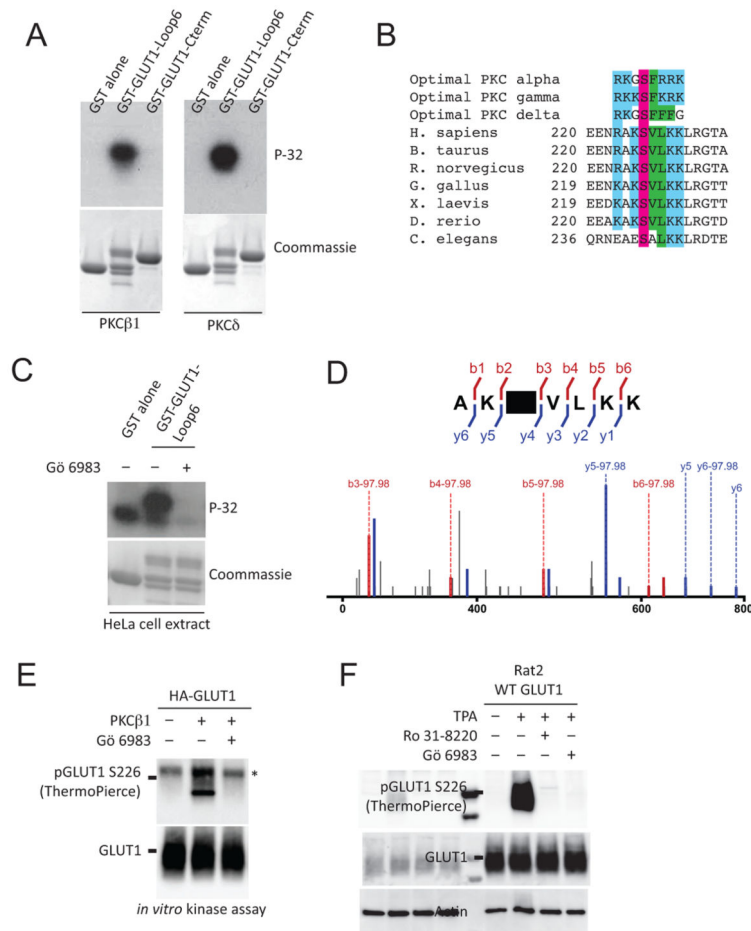 A
GST alone
GST-GLUT1-Loop6
GST-GLUT1-Cterm
GST alone
GST-GLUT1-Loop6
GST-GLUT1-Cterm
P-32
Coommassie
PKCβ1
PKCδ
B
Optimal PKC alpha RKGSFRRK
Optimal PKC gamma RKKSFKRK
Optimal PKC delta RKGSFFFG
H. sapiens 220 EENRAKSVLKKLRGTA
B. taurus 220 EENRAKSVLKKLRGTA
R. norvegicus 220 EENRAKSVLKKLRGTA
G. gallus 219 EENKAKSVLKKLRGTT
X. laevis 219 EEDKAKSVLKKLRGTT
D. rerio 220 EEAKAKSVLKKLRGTD
C. elegans 236 QRNEAESALKKLRDTE
C
GST alone
GST-GLUT1-
Loop6
Gö 6983 – – +
P-32
Coommassie
HeLa cell extract
D
b1 b2 b3 b4 b5 b6
A K V L K K
y6 y5 y4 y3 y2 y1
b3-97.98 b4-97.98 b5-97.98 y5-97.98 b6-97.98 y5 y6-97.98 y6
0 400 600 800
E
HA-GLUT1
PKCβ1 – + +
Gö 6983 +
pGLUT1 S226
(ThermoPierce)
*
GLUT1
in vitro kinase assay
F
Rat2
WT GLUT1
TPA – + + +
Ro 31-8220 – – +
Gö 6983 – – +
pGLUT1 S226
(ThermoPierce)
GLUT1
Actin